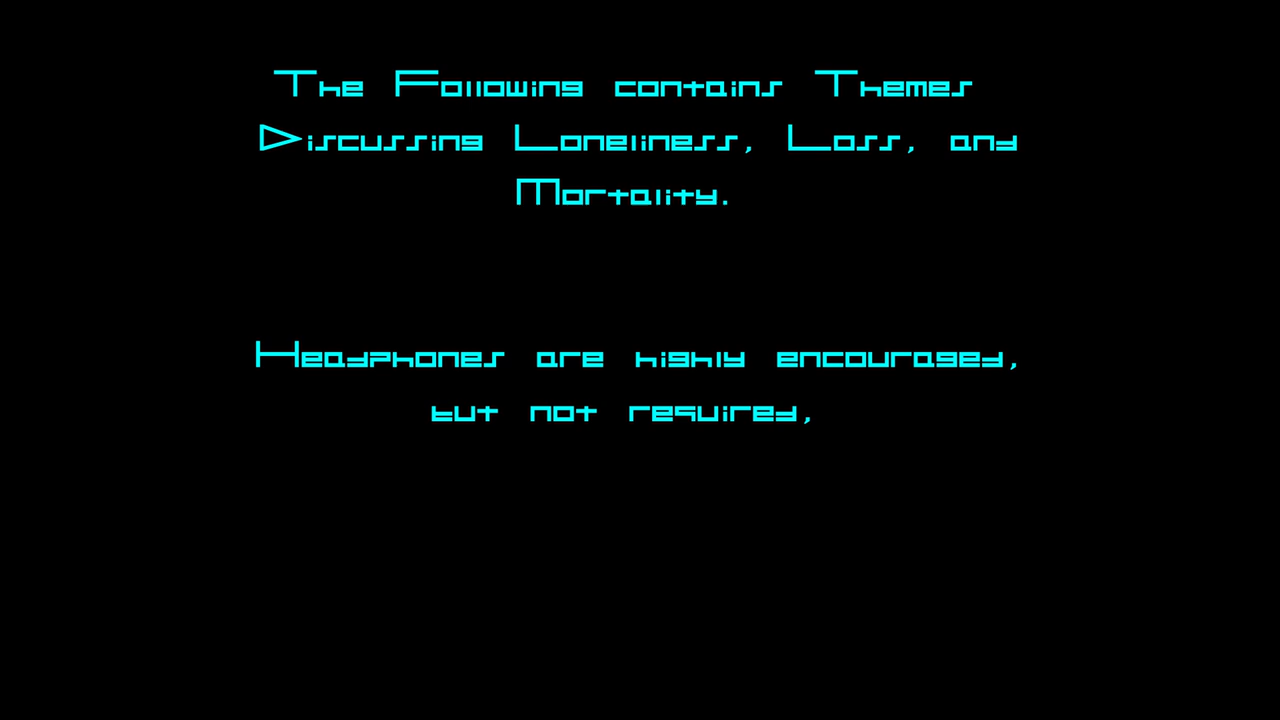 The Following contains Themes
Discussing Loneliness, Loss, and
Mortality.
Headphones are highly encouraged,
but not required,